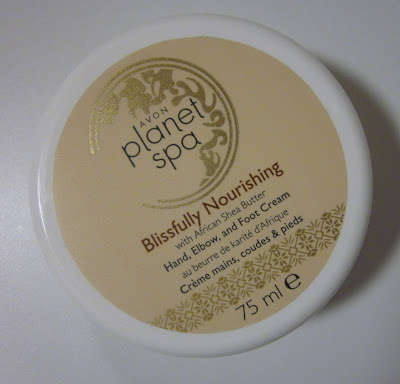 AVON
planet
spa
Blissfully Nourishing
with African Shea Butter
Hand, Elbow, and Foot Cream
au beurre de karité d'Afrique
Crème mains, coudes & pieds
75 ml e